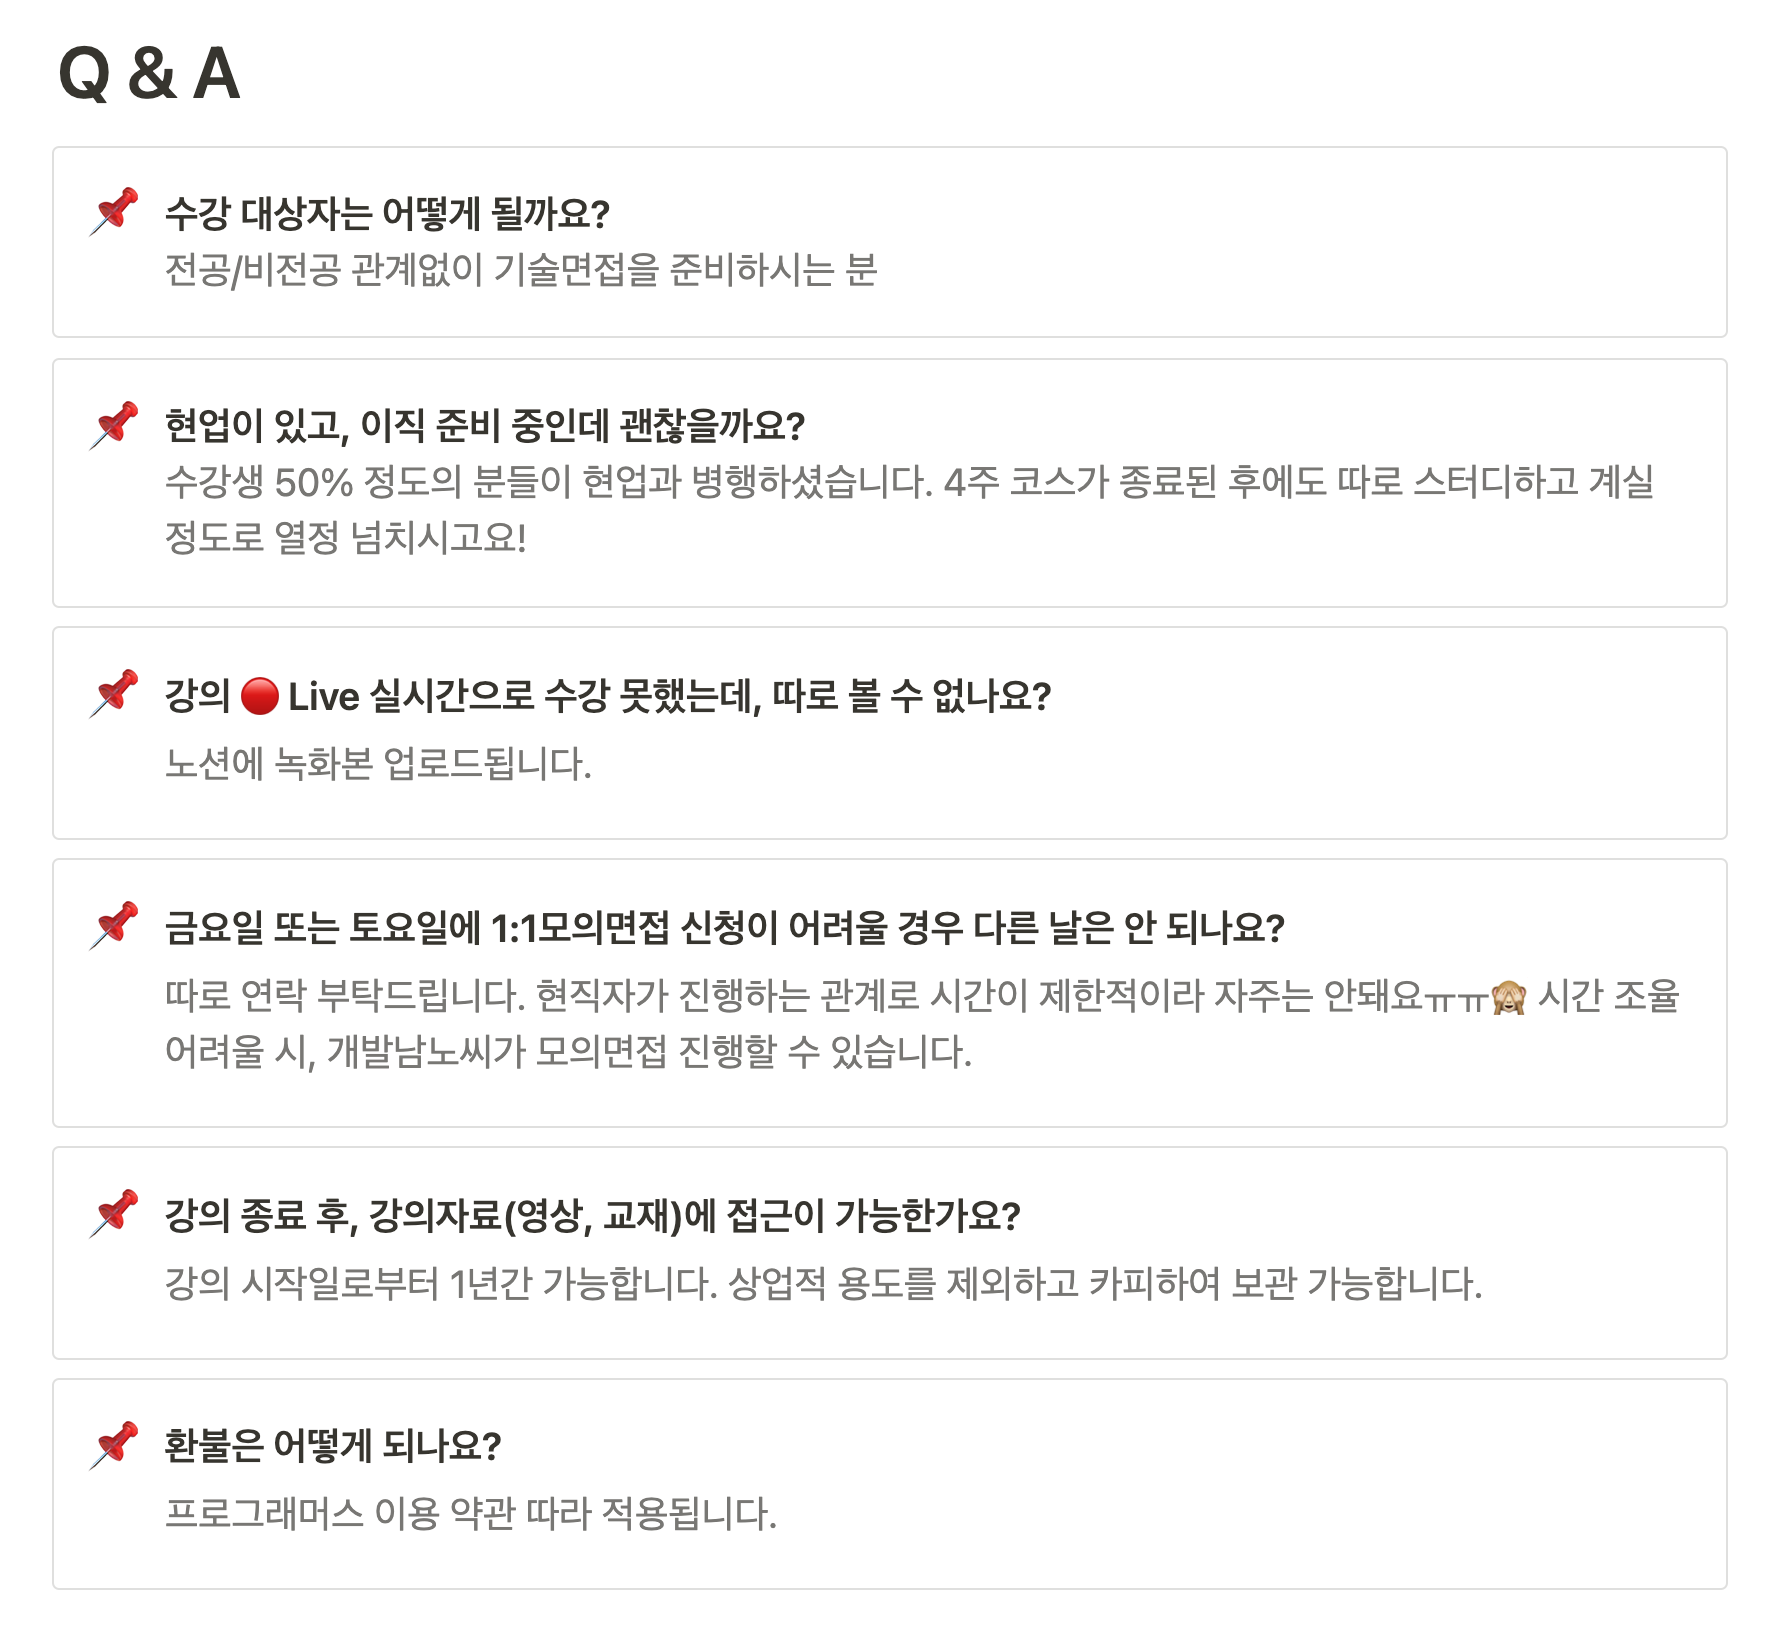 Q & A
📌 수강 대상자는 어떻게 될까요?
전공/비전공 관계없이 기술면접을 준비하시는 분
📌 현업이 있고, 이직 준비 중인데 괜찮을까요?
수강생 50% 정도의 분들이 현업과 병행하셨습니다. 4주 코스가 종료된 후에도 따로 스터디하고 계실
정도로 열정 넘치시고요!
📌 강의 🔴 Live 실시간으로 수강 못했는데, 따로 볼 수 없나요?
노션에 녹화본 업로드됩니다.
📌 금요일 또는 토요일에 1:1모의면접 신청이 어려울 경우 다른 날은 안 되나요?
따로 연락 부탁드립니다. 현직자가 진행하는 관계로 시간이 제한적이라 자주는 안돼요ㅠㅠ🙈 시간 조율
어려울 시, 개발남노씨가 모의면접 진행할 수 있습니다.
📌 강의 종료 후, 강의자료(영상, 교재)에 접근이 가능한가요?
강의 시작일로부터 1년간 가능합니다. 상업적 용도를 제외하고 카피하여 보관 가능합니다.
📌 환불은 어떻게 되나요?
프로그래머스 이용 약관 따라 적용됩니다.